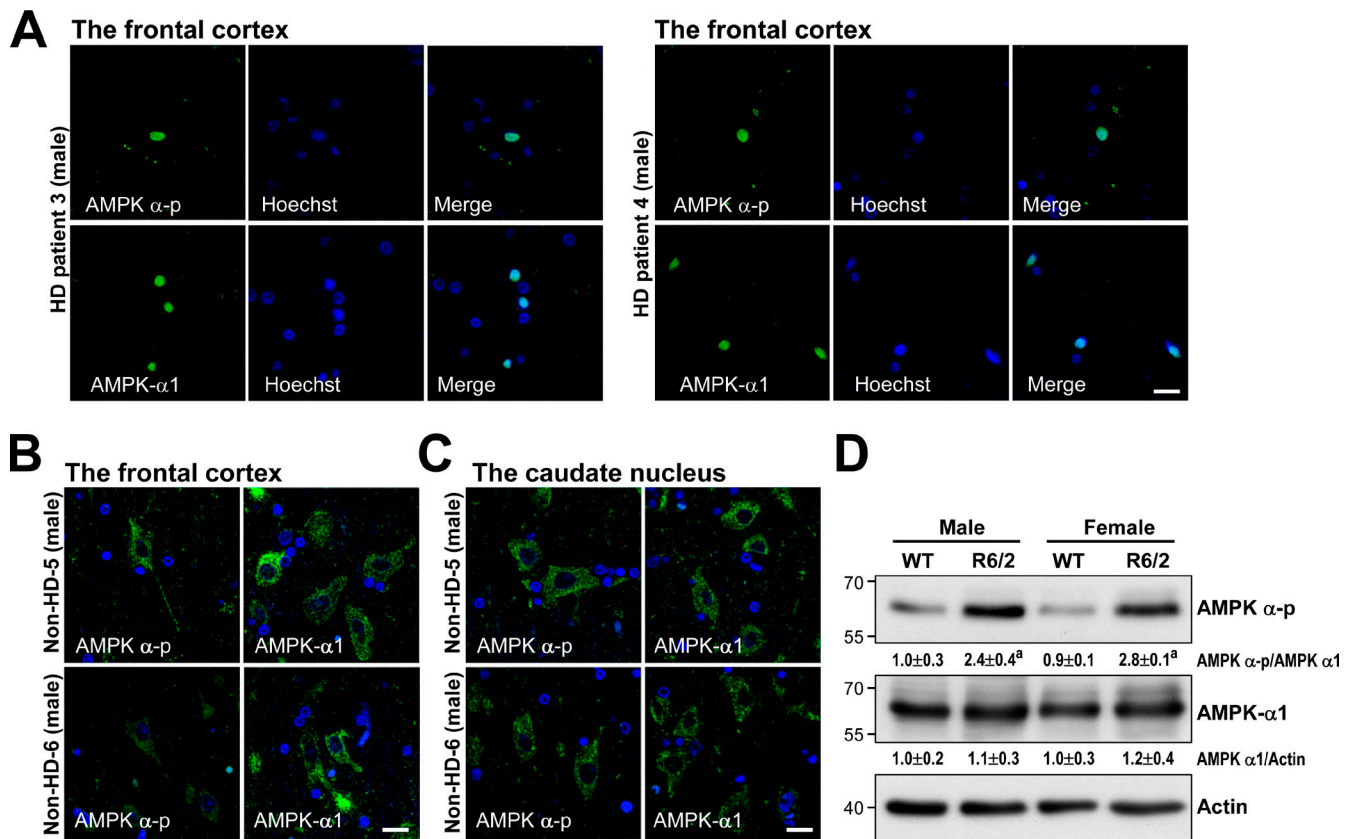 A
The frontal cortex
HD patient 3 (male)
AMPK α-p
Hoechst
Merge
AMPK-α1
Hoechst
Merge
The frontal cortex
HD patient 4 (male)
AMPK α-p
Hoechst
Merge
AMPK-α1
Hoechst
Merge
B
The frontal cortex
Non-HD-5 (male)
AMPK α-p
AMPK-α1
Non-HD-6 (male)
AMPK α-p
AMPK-α1
C
The caudate nucleus
Non-HD-5 (male)
AMPK α-p
AMPK-α1
Non-HD-6 (male)
AMPK α-p
AMPK-α1
D
Male Female
WT R6/2 WT R6/2
70
55
AMPK α-p
1.0±0.3 2.4±0.4a 0.9±0.1 2.8±0.1a AMPK α-p/AMPK α1
70
55
AMPK-α1
1.0±0.2 1.1±0.3 1.0±0.3 1.2±0.4 AMPK α1/Actin
40
Actin